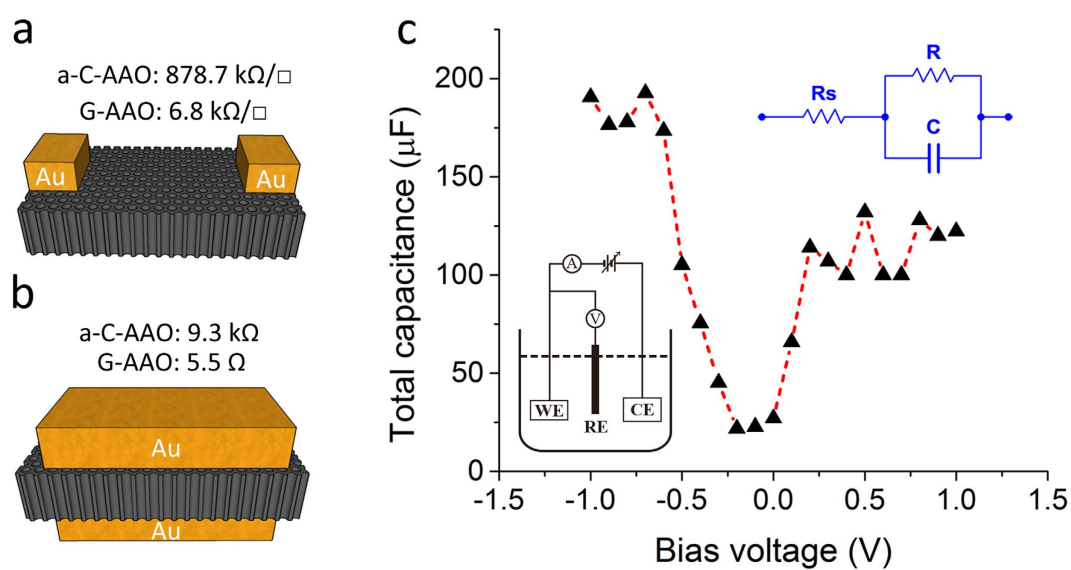 a
a-C-AAO: 878.7 kΩ/□
G-AAO: 6.8 kΩ/□
Au
Au
b
a-C-AAO: 9.3 kΩ
G-AAO: 5.5 Ω
Au
Au
c
Total capacitance (μF)
200
150
100
50
0
-1.5
-1.0
-0.5
0.0
0.5
1.0
1.5
Bias voltage (V)
R
Rs
C
A
V
WE
RE
CE